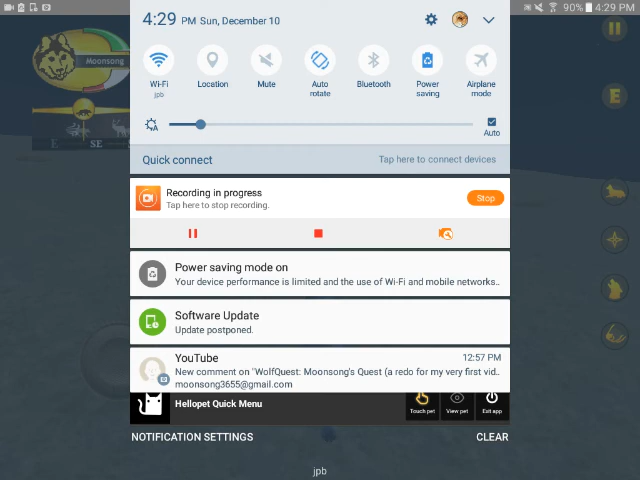 90% 4:29 PM
4:29 PM Sun, December 10
Moonsong
E SE
E
Wi-Fi
jpb
Location
Mute
Auto
rotate
Bluetooth
Power
saving
Airplane
mode
A
Auto
Quick connect Tap here to connect devices
Recording in progress
Tap here to stop recording.
Stop
Power saving mode on
Your device performance is limited and the use of Wi-Fi and mobile networks..
Software Update
Update postponed.
YouTube 12:57 PM
New comment on "WolfQuest: Moonsong's Quest (a redo for my very first vid..
moonsong3655@gmail.com
Hellopet Quick Menu
Touch pet View pet Exit app
NOTIFICATION SETTINGS CLEAR
jpb